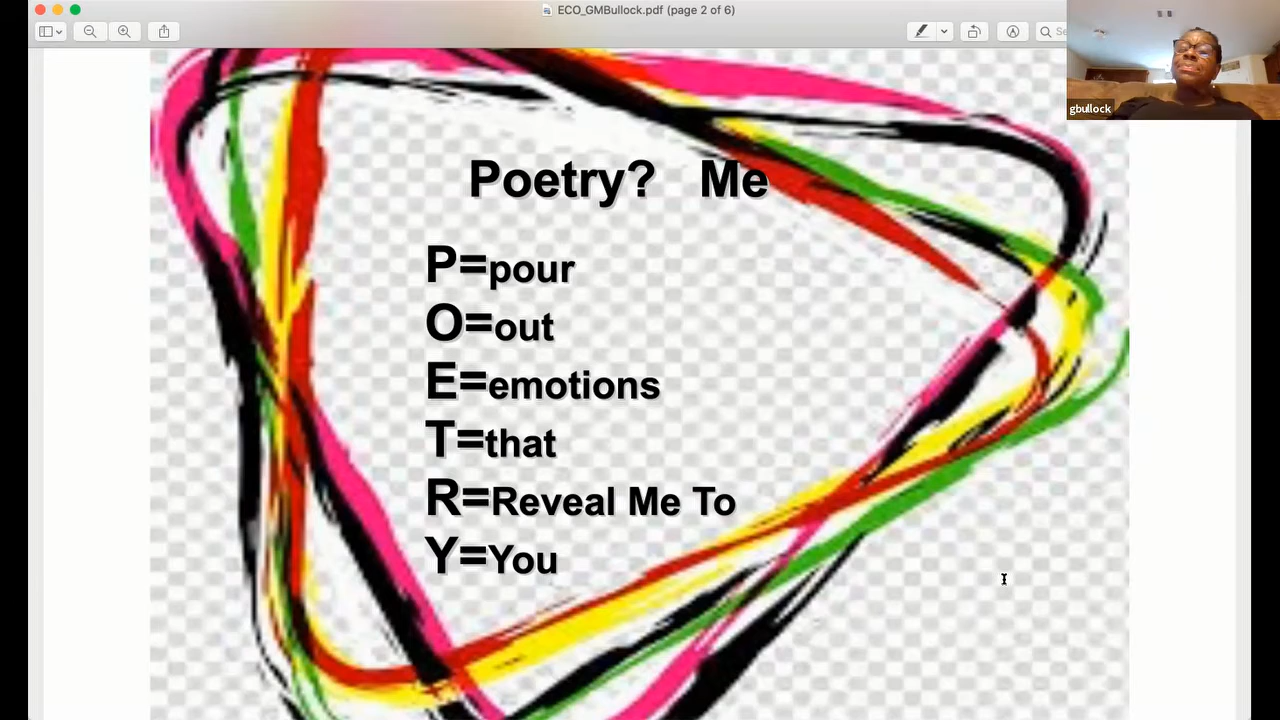 ECO_GMBullock.pdf (page 2 of 6)
gbullock
Poetry? Me
P=pour
O=out
E=emotions
T=that
R=Reveal Me To
Y=You